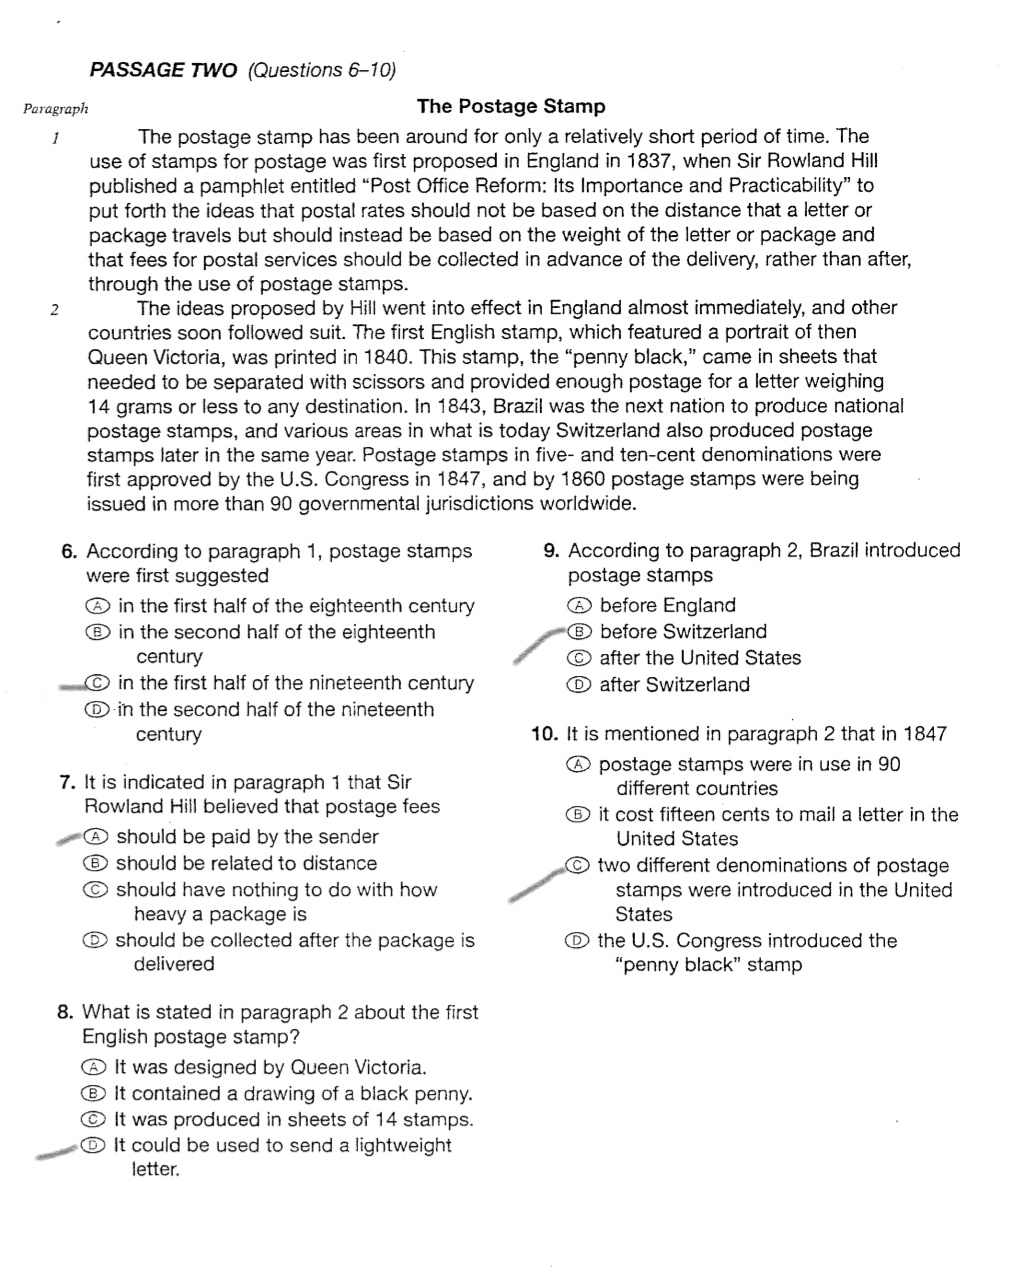 PASSAGE TWO (Questions 6–10)
Paragraph
The Postage Stamp
1 The postage stamp has been around for only a relatively short period of time. The
use of stamps for postage was first proposed in England in 1837, when Sir Rowland Hill
published a pamphlet entitled “Post Office Reform: Its Importance and Practicability” to
put forth the ideas that postal rates should not be based on the distance that a letter or
package travels but should instead be based on the weight of the letter or package and
that fees for postal services should be collected in advance of the delivery, rather than after,
through the use of postage stamps.
2 The ideas proposed by Hill went into effect in England almost immediately, and other
countries soon followed suit. The first English stamp, which featured a portrait of then
Queen Victoria, was printed in 1840. This stamp, the “penny black,” came in sheets that
needed to be separated with scissors and provided enough postage for a letter weighing
14 grams or less to any destination. In 1843, Brazil was the next nation to produce national
postage stamps, and various areas in what is today Switzerland also produced postage
stamps later in the same year. Postage stamps in five- and ten-cent denominations were
first approved by the U.S. Congress in 1847, and by 1860 postage stamps were being
issued in more than 90 governmental jurisdictions worldwide.
6. According to paragraph 1, postage stamps
were first suggested
A in the first half of the eighteenth century
B in the second half of the eighteenth
century
C in the first half of the nineteenth century
D in the second half of the nineteenth
century
7. It is indicated in paragraph 1 that Sir
Rowland Hill believed that postage fees
A should be paid by the sender
B should be related to distance
C should have nothing to do with how
heavy a package is
D should be collected after the package is
delivered
8. What is stated in paragraph 2 about the first
English postage stamp?
A It was designed by Queen Victoria.
B It contained a drawing of a black penny.
C It was produced in sheets of 14 stamps.
D It could be used to send a lightweight
letter.
9. According to paragraph 2, Brazil introduced
postage stamps
A before England
B before Switzerland
C after the United States
D after Switzerland
10. It is mentioned in paragraph 2 that in 1847
A postage stamps were in use in 90
different countries
B it cost fifteen cents to mail a letter in the
United States
C two different denominations of postage
stamps were introduced in the United
States
D the U.S. Congress introduced the
“penny black” stamp